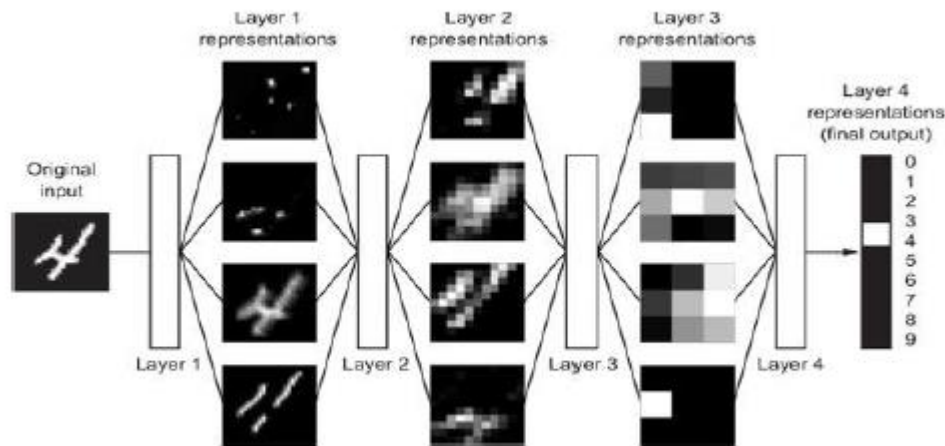 Layer 1
representations
Layer 2
representations
Layer 3
representations
Layer 4
representations
(final output)
Original
input
0
1
2
3
4
5
6
7
8
9
Layer 1
Layer 2
Layer 3
Layer 4